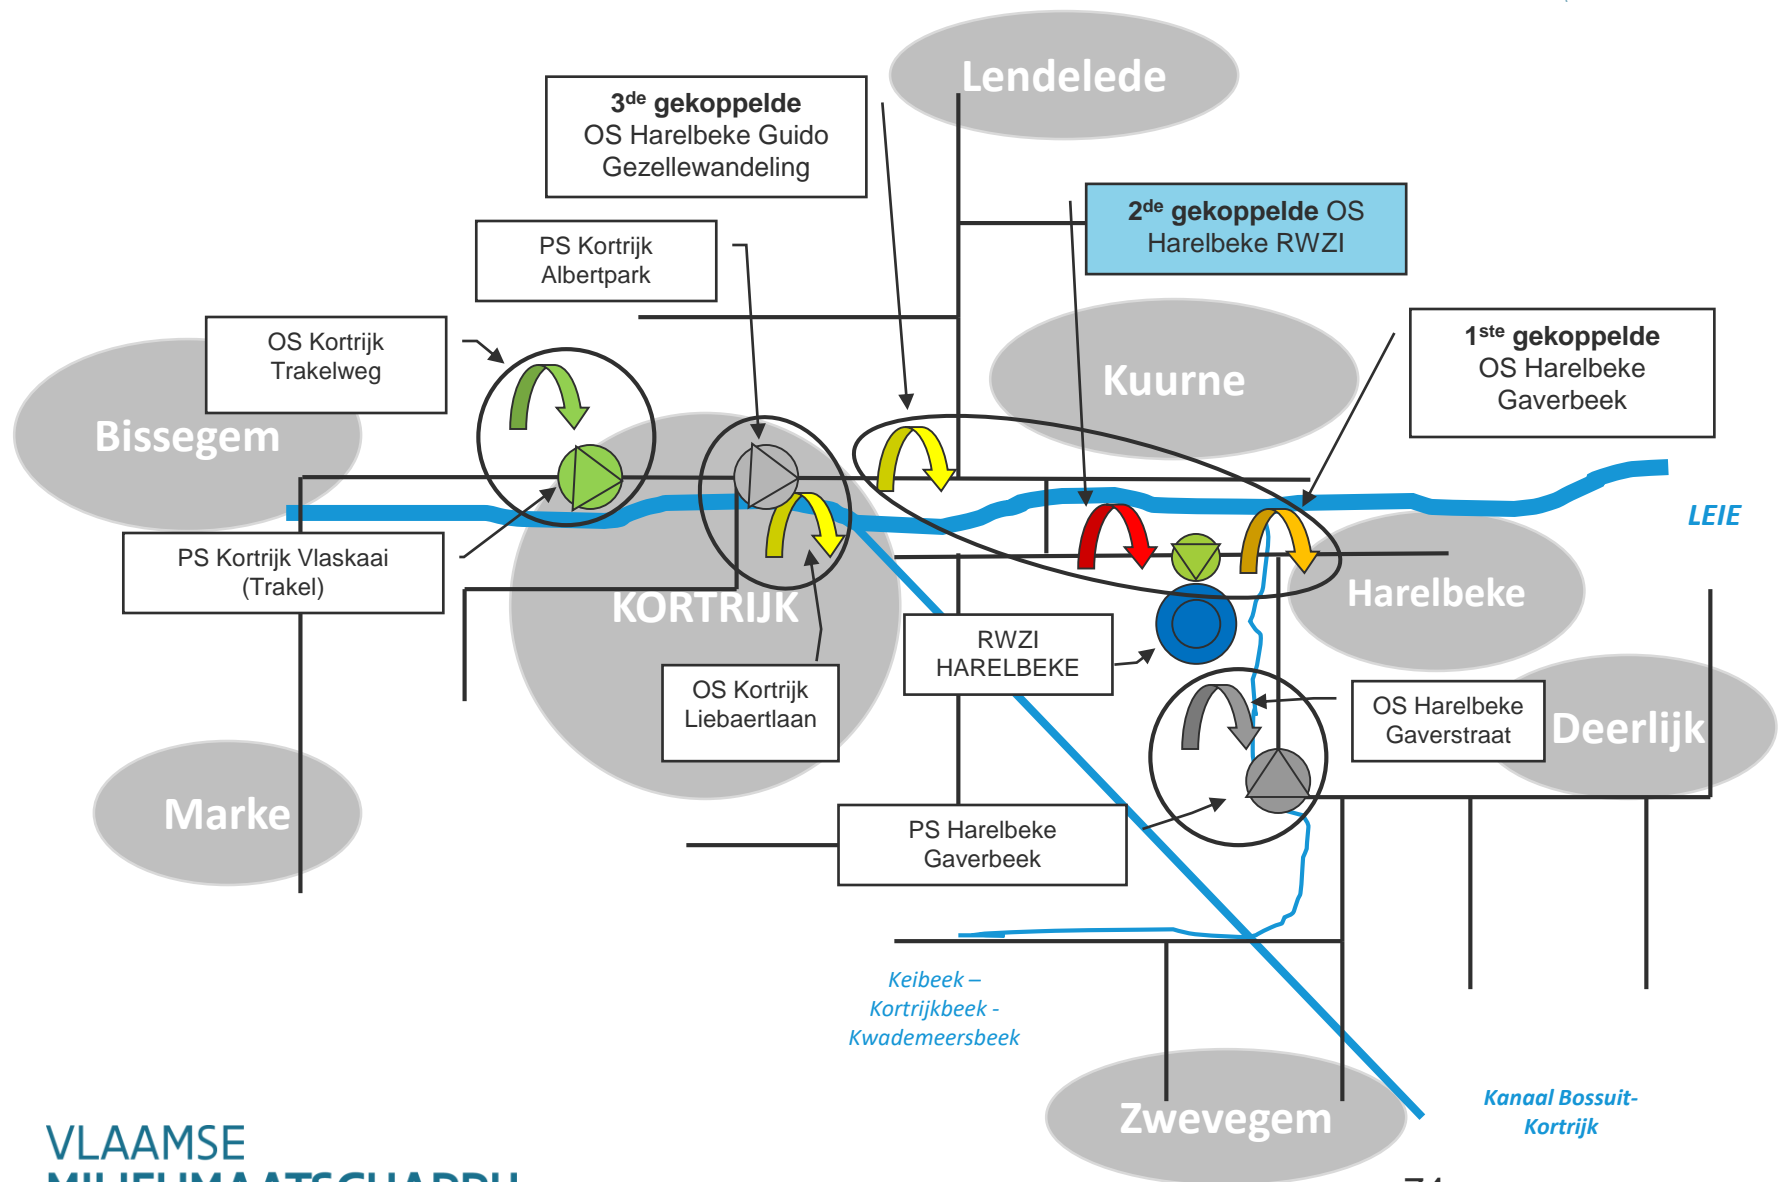 Lendelede
3de gekoppelde
OS Harelbeke Guido
Gezellewandeling
2de gekoppelde OS
Harelbeke RWZI
PS Kortrijk
Albertpark
OS Kortrijk
Trakelweg
1ste gekoppelde
OS Harelbeke
Gaverbeek
Kuurne
Bissegem
LEIE
PS Kortrijk Vlaskaai
(Trakel)
KORTRIJK
Harelbeke
RWZI
HARELBEKE
OS Kortrijk
Liebaertlaan
OS Harelbeke
Gaverstraat
Deerlijk
Marke
PS Harelbeke
Gaverbeek
Keibeek –
Kortrijkbeek -
Kwademeersbeek
Kanaal Bossuit-
Kortrijk
Zwevegem
VLAAMSE
MILIEUMAATSCHAPPIJ